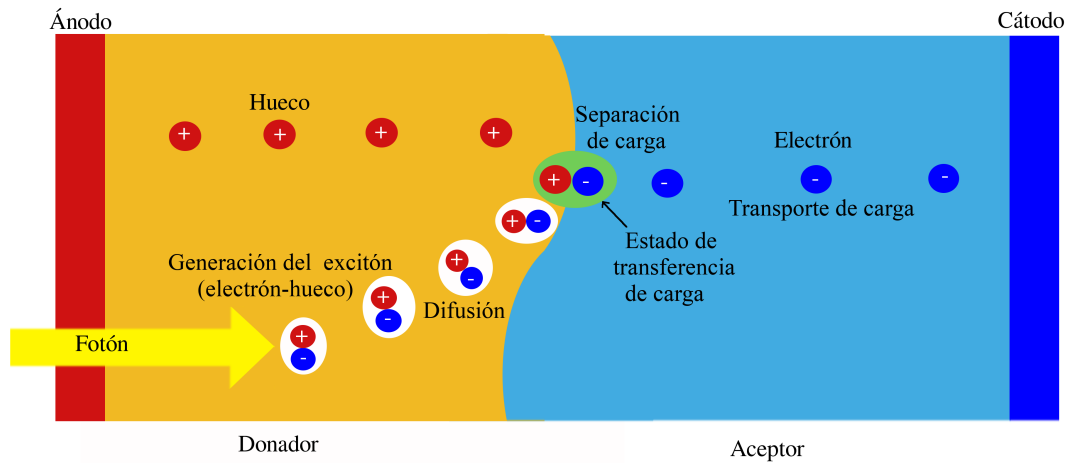 Ánodo
Cátodo
Hueco
+
+
+
+
Separación
de carga
Electrón
+
-
-
-
-
Transporte de carga
+
-
Estado de
transferencia
de carga
Generación del excitón
(electrón-hueco)
+
-
Difusión
+
-
Fotón
+
-
Donador
Aceptor